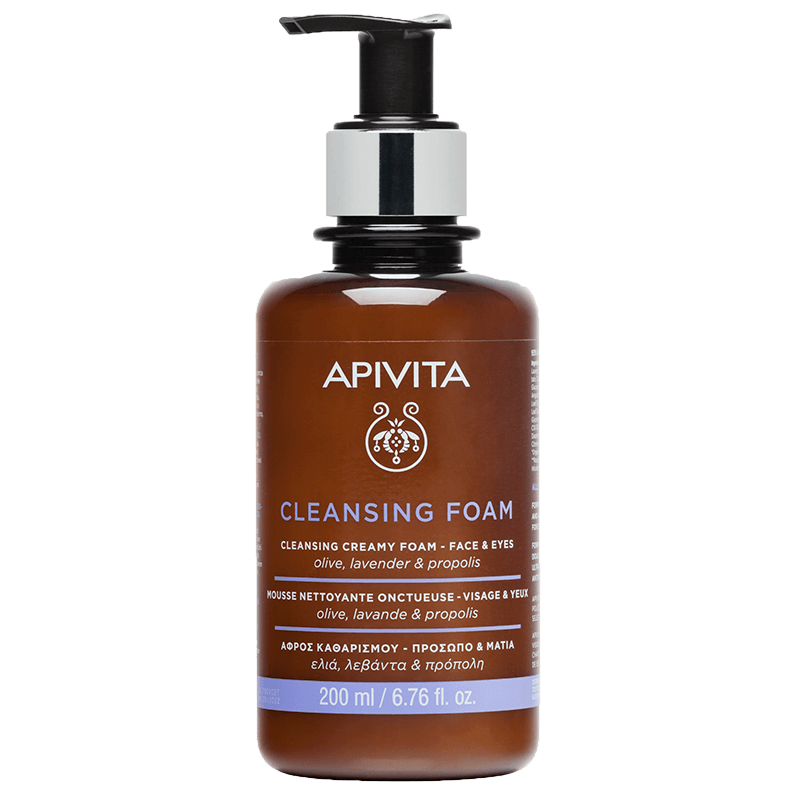 APIVITA
CLEANSING FOAM
CLEANSING CREAMY FOAM - FACE & EYES
olive, lavender & propolis
MOUSSE NETTOYANTE ONCTUEUSE - VISAGE & YEUX
olive, lavande & propolis
ΑΦΡΟΣ ΚΑΘΑΡΙΣΜΟΥ - ΠΡΟΣΩΠΟ & ΜΑΤΙΑ
ελιά, λεβάντα & πρόπολη
200 ml / 6.76 fl. oz.